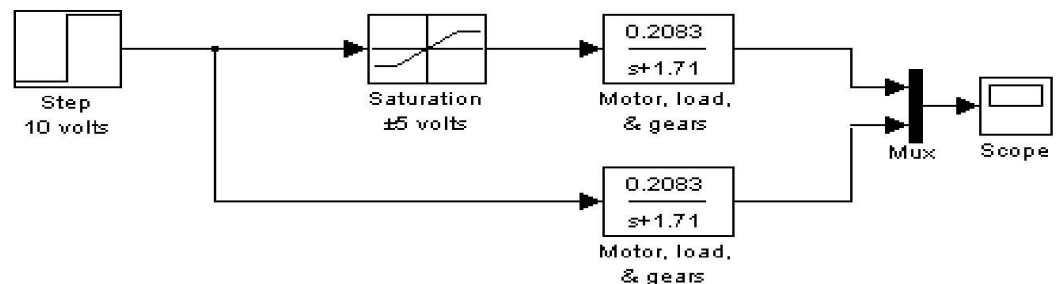 Step
10 volts
Saturation
±5 volts
0.2083
s+1.71
Motor, load,
& gears
Mux
Scope
0.2083
s+1.71
Motor, load,
& gears